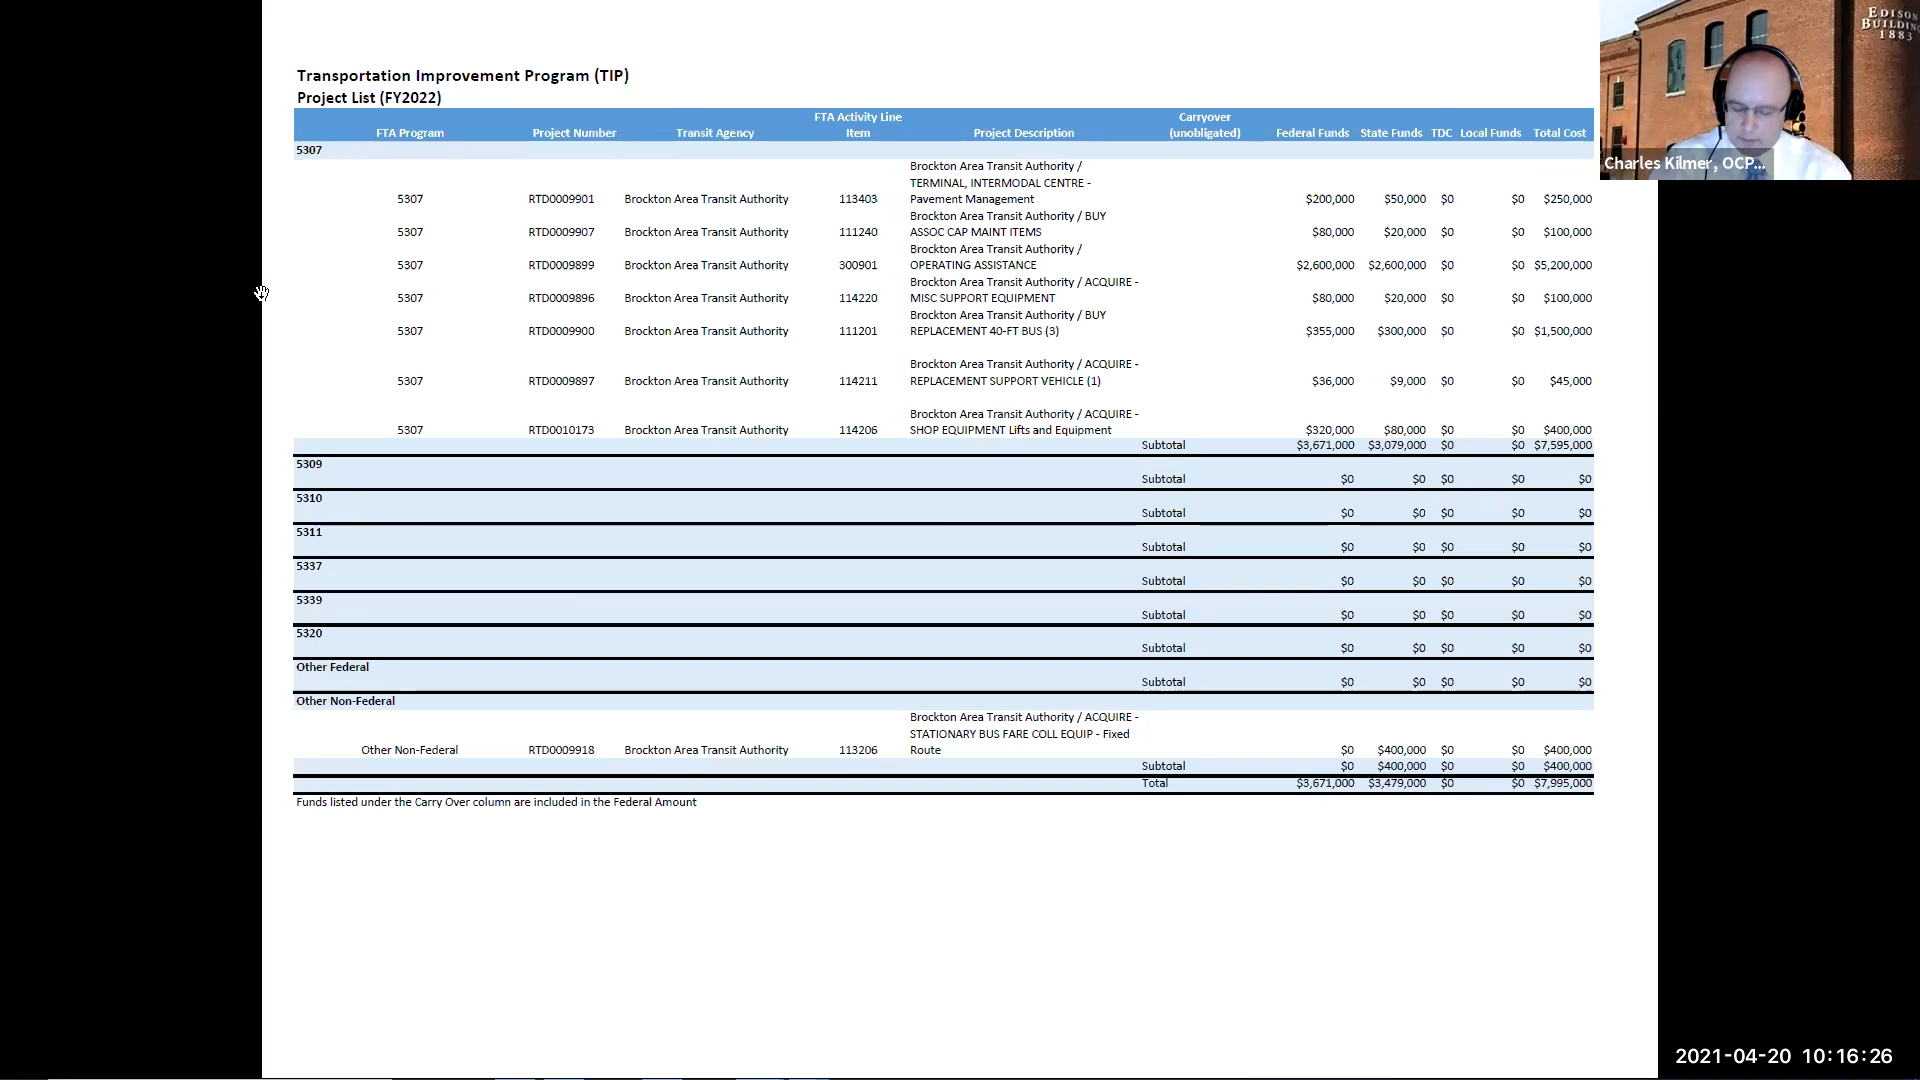 Transportation Improvement Program (TIP)
Project List (FY2022)
FTA Program Project Number Transit Agency FTA Activity Line Item Project Description Carryover (unobligated) Federal Funds State Funds TDC Local Funds Total Cost
5307
Brockton Area Transit Authority /
TERMINAL, INTERMODAL CENTRE -
5307 RTD0009901 Brockton Area Transit Authority 113403 Pavement Management $200,000 $50,000 $0 $0 $250,000
Brockton Area Transit Authority / BUY
5307 RTD0009907 Brockton Area Transit Authority 111240 ASSOC CAP MAINT ITEMS $80,000 $20,000 $0 $0 $100,000
Brockton Area Transit Authority /
5307 RTD0009899 Brockton Area Transit Authority 300901 OPERATING ASSISTANCE $2,600,000 $2,600,000 $0 $0 $5,200,000
Brockton Area Transit Authority / ACQUIRE -
5307 RTD0009896 Brockton Area Transit Authority 114220 MISC SUPPORT EQUIPMENT $80,000 $20,000 $0 $0 $100,000
Brockton Area Transit Authority / BUY
5307 RTD0009900 Brockton Area Transit Authority 111201 REPLACEMENT 40-FT BUS (3) $355,000 $300,000 $0 $0 $1,500,000
Brockton Area Transit Authority / ACQUIRE -
5307 RTD0009897 Brockton Area Transit Authority 114211 REPLACEMENT SUPPORT VEHICLE (1) $36,000 $9,000 $0 $0 $45,000
Brockton Area Transit Authority / ACQUIRE -
5307 RTD0010173 Brockton Area Transit Authority 114206 SHOP EQUIPMENT Lifts and Equipment $320,000 $80,000 $0 $0 $400,000
Subtotal $3,671,000 $3,079,000 $0 $0 $7,595,000
5309
Subtotal $0 $0 $0 $0 $0
5310
Subtotal $0 $0 $0 $0 $0
5311
Subtotal $0 $0 $0 $0 $0
5337
Subtotal $0 $0 $0 $0 $0
5339
Subtotal $0 $0 $0 $0 $0
5320
Subtotal $0 $0 $0 $0 $0
Other Federal
Subtotal $0 $0 $0 $0 $0
Other Non-Federal
Brockton Area Transit Authority / ACQUIRE -
STATIONARY BUS FARE COLL EQUIP - Fixed
Other Non-Federal RTD0009918 Brockton Area Transit Authority 113206 Route $0 $400,000 $0 $0 $400,000
Subtotal $0 $400,000 $0 $0 $400,000
Total $3,671,000 $3,479,000 $0 $0 $7,995,000
Funds listed under the Carry Over column are included in the Federal Amount
EDISON
BUILDING
1883
Charles Kilmer, OCP...
2021-04-20 10:16:26